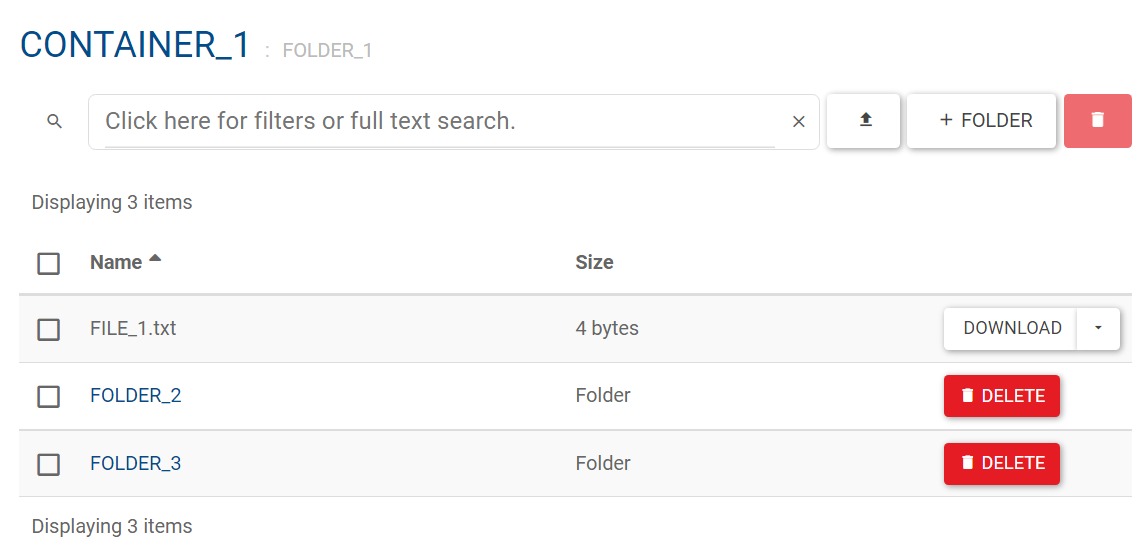 CONTAINER_1 : FOLDER_1
Click here for filters or full text search. × + FOLDER
Displaying 3 items
Name Size
FILE_1.txt 4 bytes DOWNLOAD
FOLDER_2 Folder DELETE
FOLDER_3 Folder DELETE
Displaying 3 items